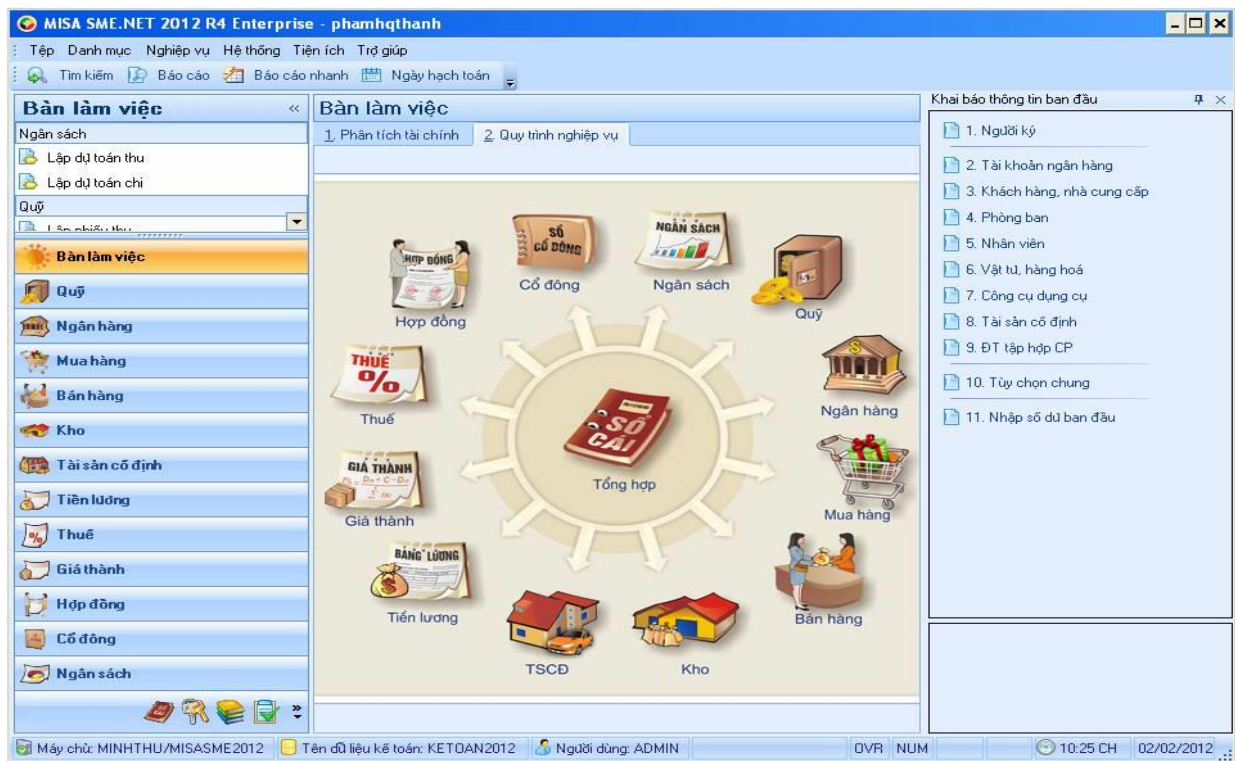 MISA SME.NET 2012 R4 Enterprise - phamhqthanh
Tệp Danh mục Nghiệp vụ Hệ thống Tiện ích Trợ giúp
Tìm kiếm Báo cáo Báo cáo nhanh Ngày hạch toán
Bàn làm việc
Ngân sách
Lập dự toán thu
Lập dự toán chi
Quỹ
Bàn làm việc
Quỹ
Ngân hàng
Mua hàng
Bán hàng
Kho
Tài sản cố định
Tiền lương
Thuế
Giá thành
Hợp đồng
Cổ đông
Ngân sách
Bàn làm việc
1. Phân tích tài chính 2. Quy trình nghiệp vụ
HỢP ĐỒNG
Hợp đồng
SỔ CỔ ĐÔNG
Cổ đông
NGÂN SÁCH
Ngân sách
Quỹ
THUẾ %
Thuế
Ngân hàng
SỔ CÁI
Tổng hợp
GIÁ THÀNH
Giá thành
Mua hàng
BẢNG LƯƠNG
Tiền lương
Bán hàng
TSCĐ
Kho
Khai báo thông tin ban đầu
1. Người ký
2. Tài khoản ngân hàng
3. Khách hàng, nhà cung cấp
4. Phòng ban
5. Nhân viên
6. Vật tư, hàng hoá
7. Công cụ dụng cụ
8. Tài sản cố định
9. ĐT tập hợp CP
10. Tùy chọn chung
11. Nhập số dư ban đầu
Máy chủ: MINHTHU/MISASME2012 Tên dữ liệu kế toán: KETOAN2012 Người dùng: ADMIN OVR NUM 10:25 CH 02/02/2012